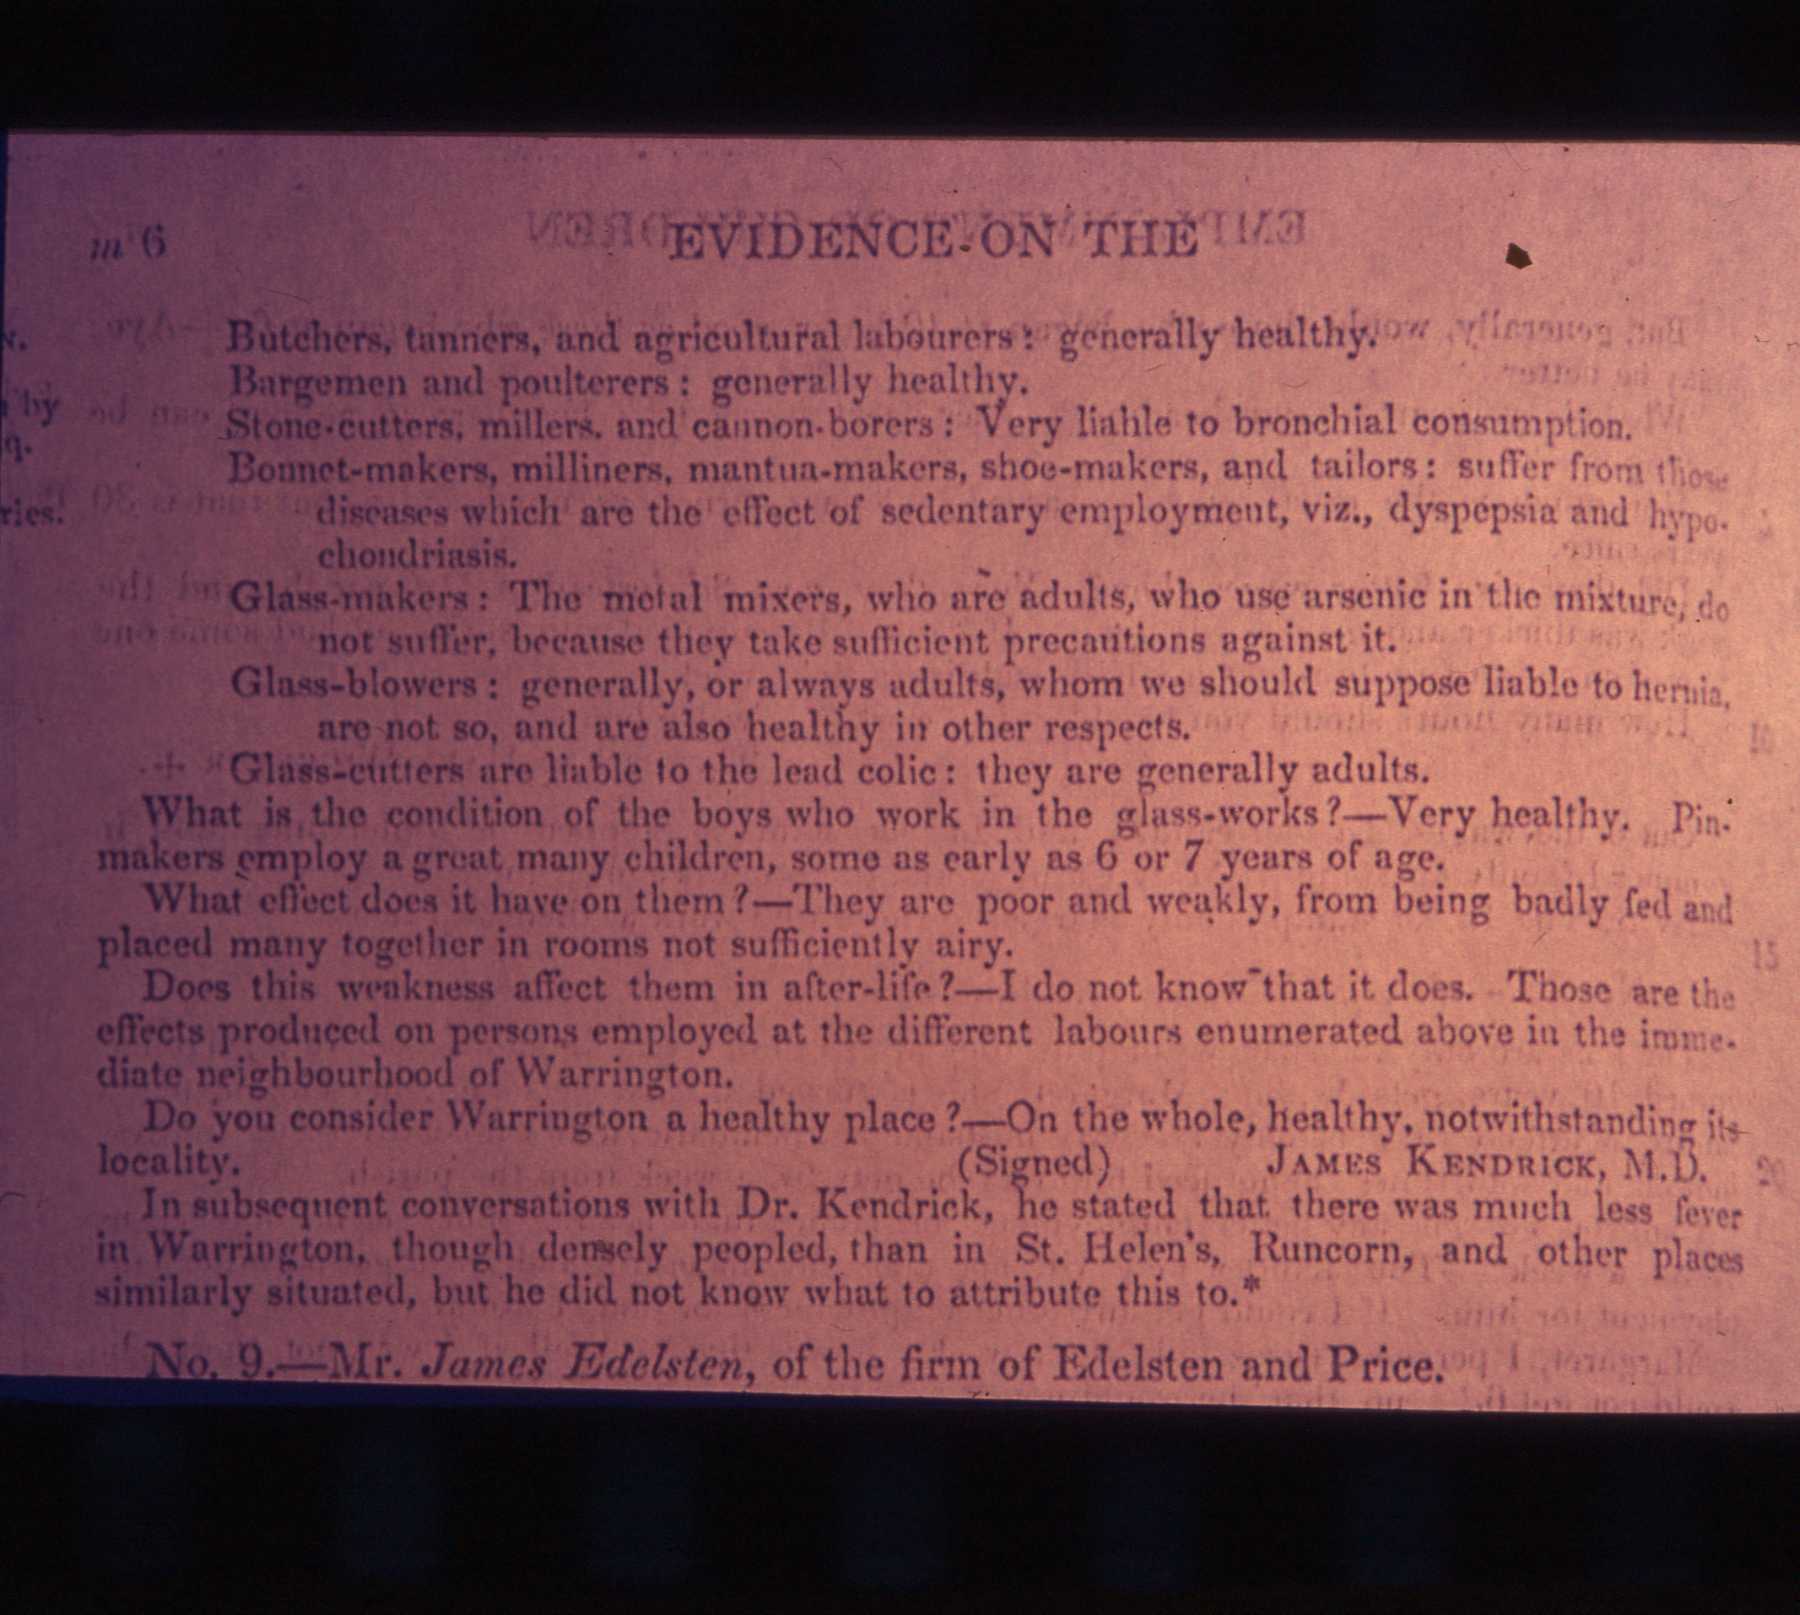 m 6 EVIDENCE ON THE
Butchers, tanners, and agricultural labourers: generally healthy.
Bargemen and poulterers: generally healthy.
Stone-cutters, millers, and cannon-borers: Very liable to bronchial consumption.
Bonnet-makers, milliners, mantua-makers, shoe-makers, and tailors: suffer from those
diseases which are the effect of sedentary employment, viz., dyspepsia and hypo-
chondriasis.
Glass-makers: The metal mixers, who are adults, who use arsenic in the mixture, do
not suffer, because they take sufficient precautions against it.
Glass-blowers: generally, or always adults, whom we should suppose liable to hernia,
are not so, and are also healthy in other respects.
Glass-cutters are liable to the lead colic: they are generally adults.
What is the condition of the boys who work in the glass-works?—Very healthy. Pin-
makers employ a great many children, some as early as 6 or 7 years of age.
What effect does it have on them?—They are poor and weakly, from being badly fed and
placed many together in rooms not sufficiently airy.
Does this weakness affect them in after-life?—I do not know that it does. Those are the
effects produced on persons employed at the different labours enumerated above in the imme-
diate neighbourhood of Warrington.
Do you consider Warrington a healthy place?—On the whole, healthy, notwithstanding its
locality. (Signed) JAMES KENDRICK, M.D.
In subsequent conversations with Dr. Kendrick, he stated that there was much less fever
in Warrington, though densely peopled, than in St. Helen's, Runcorn, and other places
similarly situated, but he did not know what to attribute this to.*
No. 9.—Mr. James Edelsten, of the firm of Edelsten and Price.